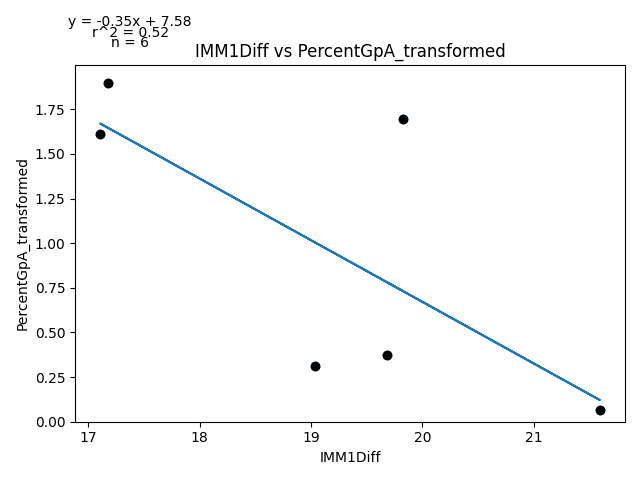 y = -0.35x + 7.58
r^2 = 0.52
n = 6
IMM1Diff vs PercentGpA_transformed
PercentGpA_transformed
1.75
1.50
1.25
1.00
0.75
0.50
0.25
0.00
17 18 19 20 21
IMM1Diff